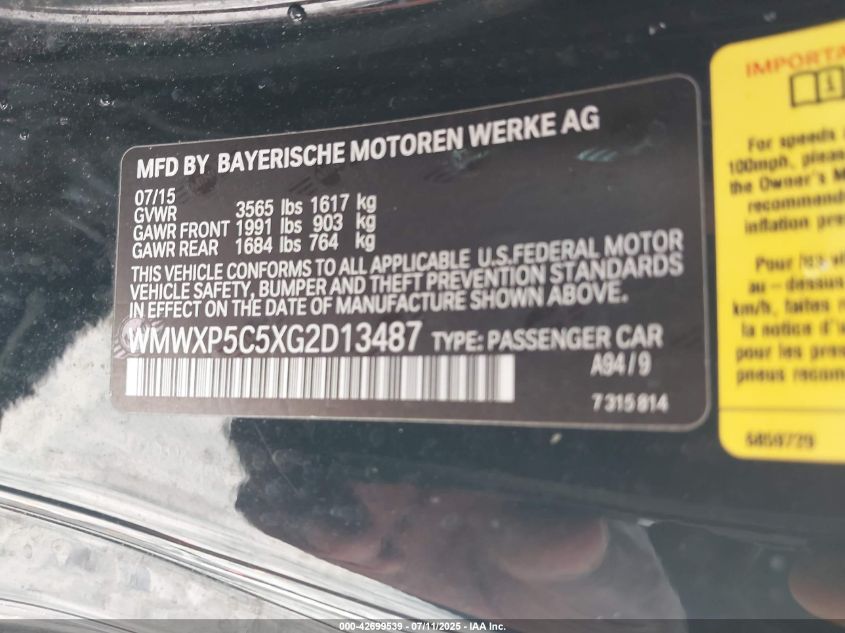 MFD BY BAYERISCHE MOTOREN WERKE AG
07/15
GVWR 3565 lbs 1617 kg
GAWR FRONT 1991 lbs 903 kg
GAWR REAR 1684 lbs 764 kg
THIS VEHICLE CONFORMS TO ALL APPLICABLE U.S.FEDERAL MOTOR
VEHICLE SAFETY, BUMPER AND THEFT PREVENTION STANDARDS
IN EFFECT ON THE DATE OF MANUFACTURE SHOWN ABOVE.
WMWXP5C5XG2D13487 TYPE: PASSENGER CAR
A94/9
7315814
IMPORTA
i
For speeds
100mph, pleas
the Owner's M
recommend
inflation pre
Pour les
au-dessus
km/h, faites
la notice d'u
pour les pres
pneus recom
6859729
000-42699539 - 07/11/2025 - IAA Inc.